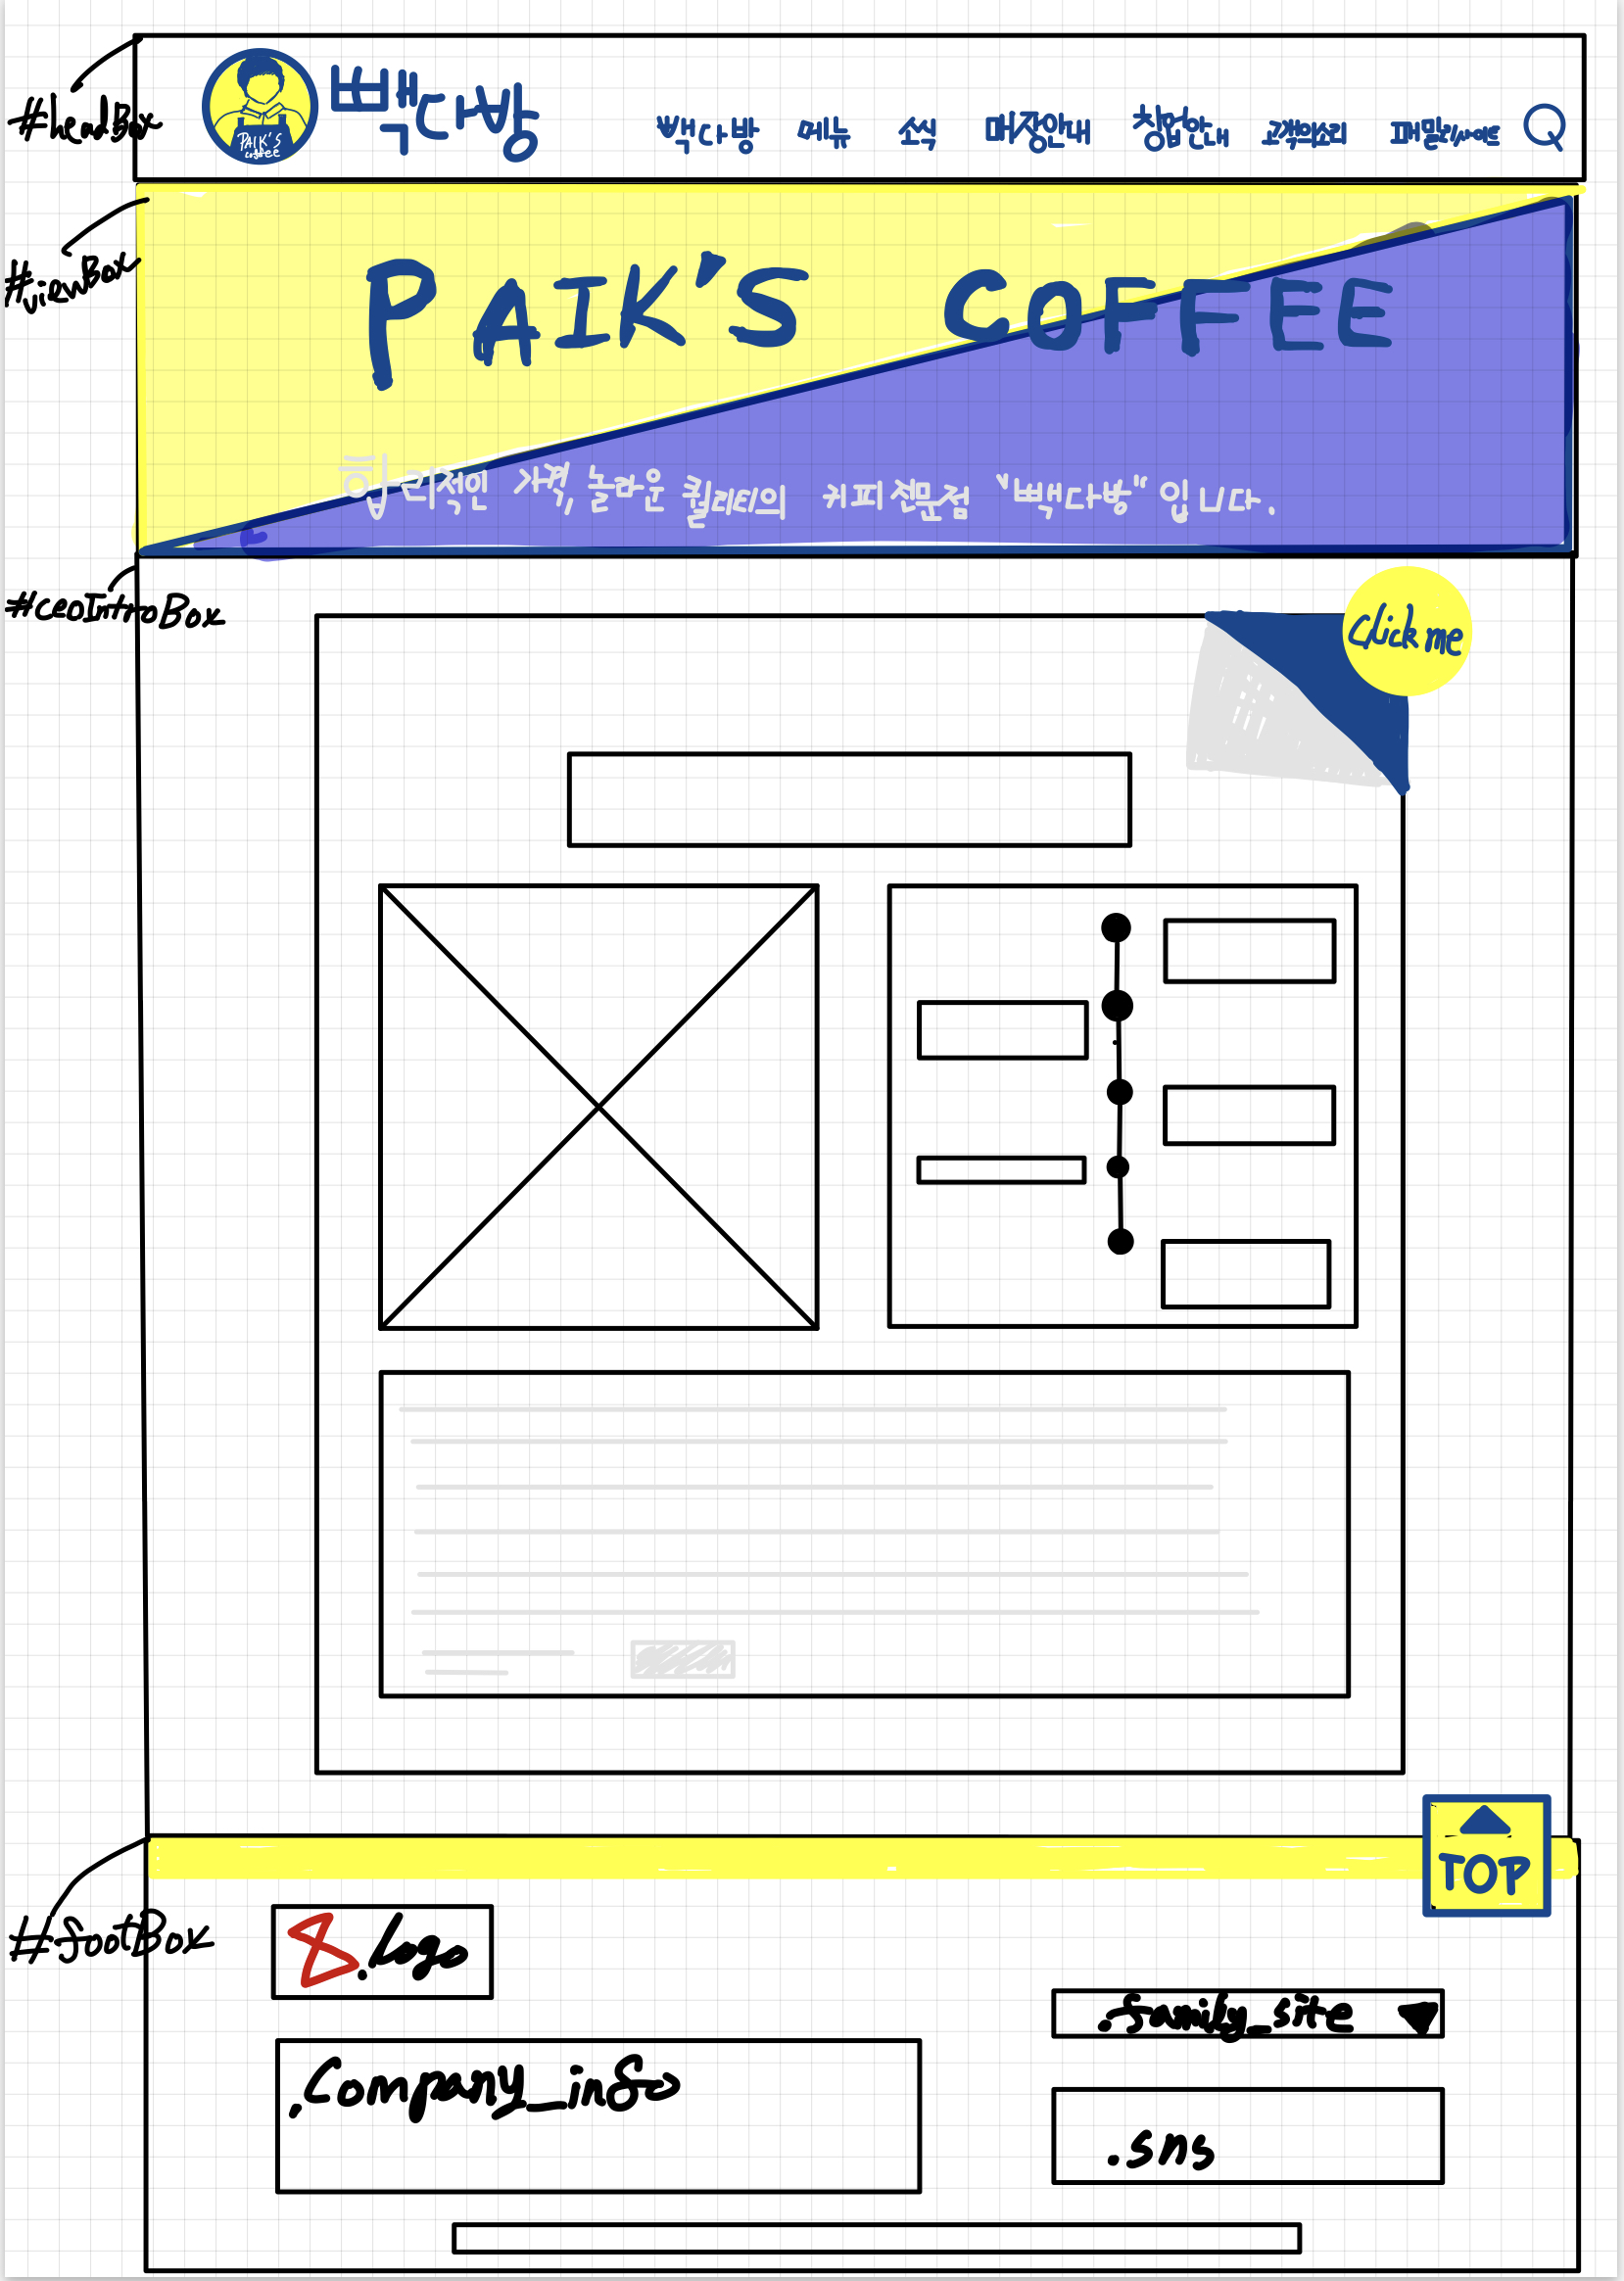 #headBox
PAIK'S
coffee
빽다방
빽다방 메뉴 소식 매장안내 창업안내 고객의소리 패밀리사이트
#viewBox
PAIK'S COFFEE
합리적인 가격, 놀라운 퀄리티의 커피 전문점 "빽다방" 입니다.
#ceoIntroBox
Click me
TOP
#footBox
8.logo
.family_site
.Company_info
.sns